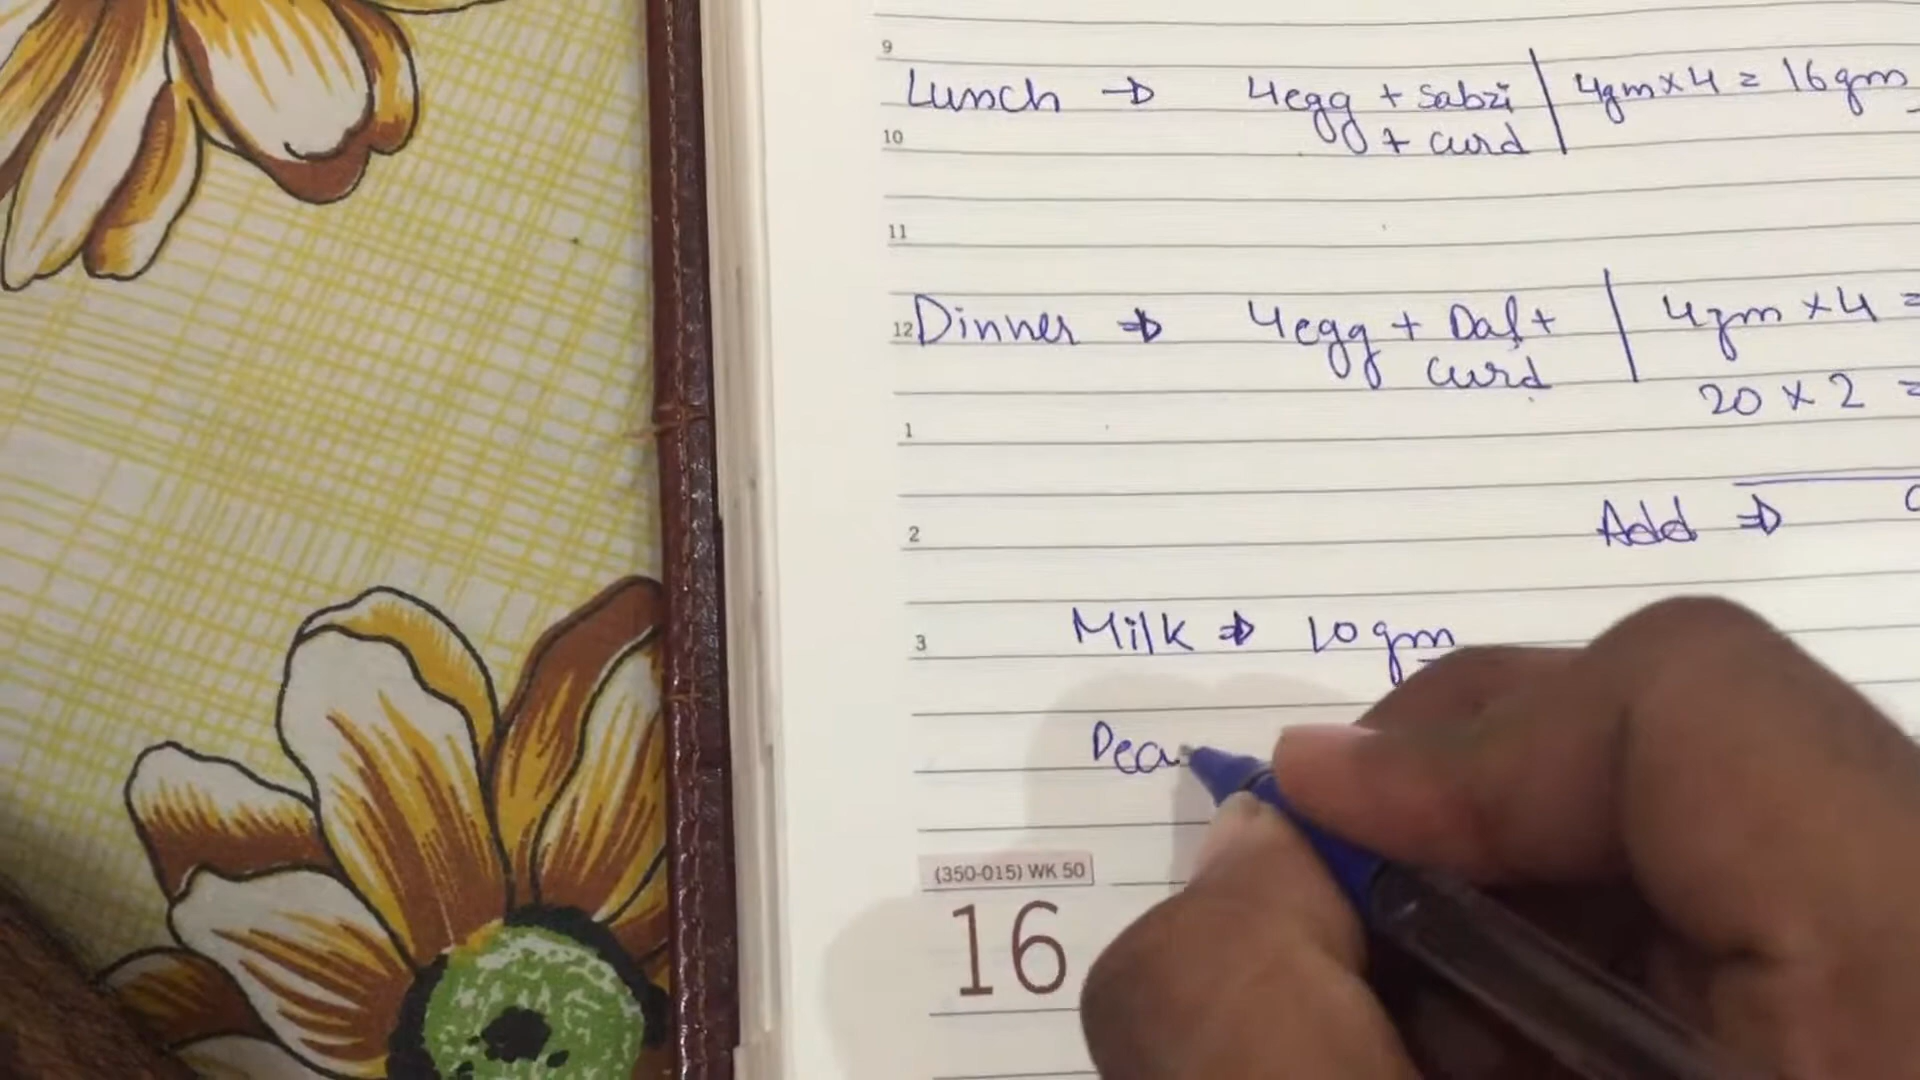 9
Lunch → 4egg + Sabzi | 4gm×4 = 16gm
10 + curd
11
12 Dinner → 4egg + Dal + | 4gm ×4 =
curd
20 × 2 =
1
2 Add ⇒
3 Milk ⇒ 10gm
Pea
(350-015) WK 50
16